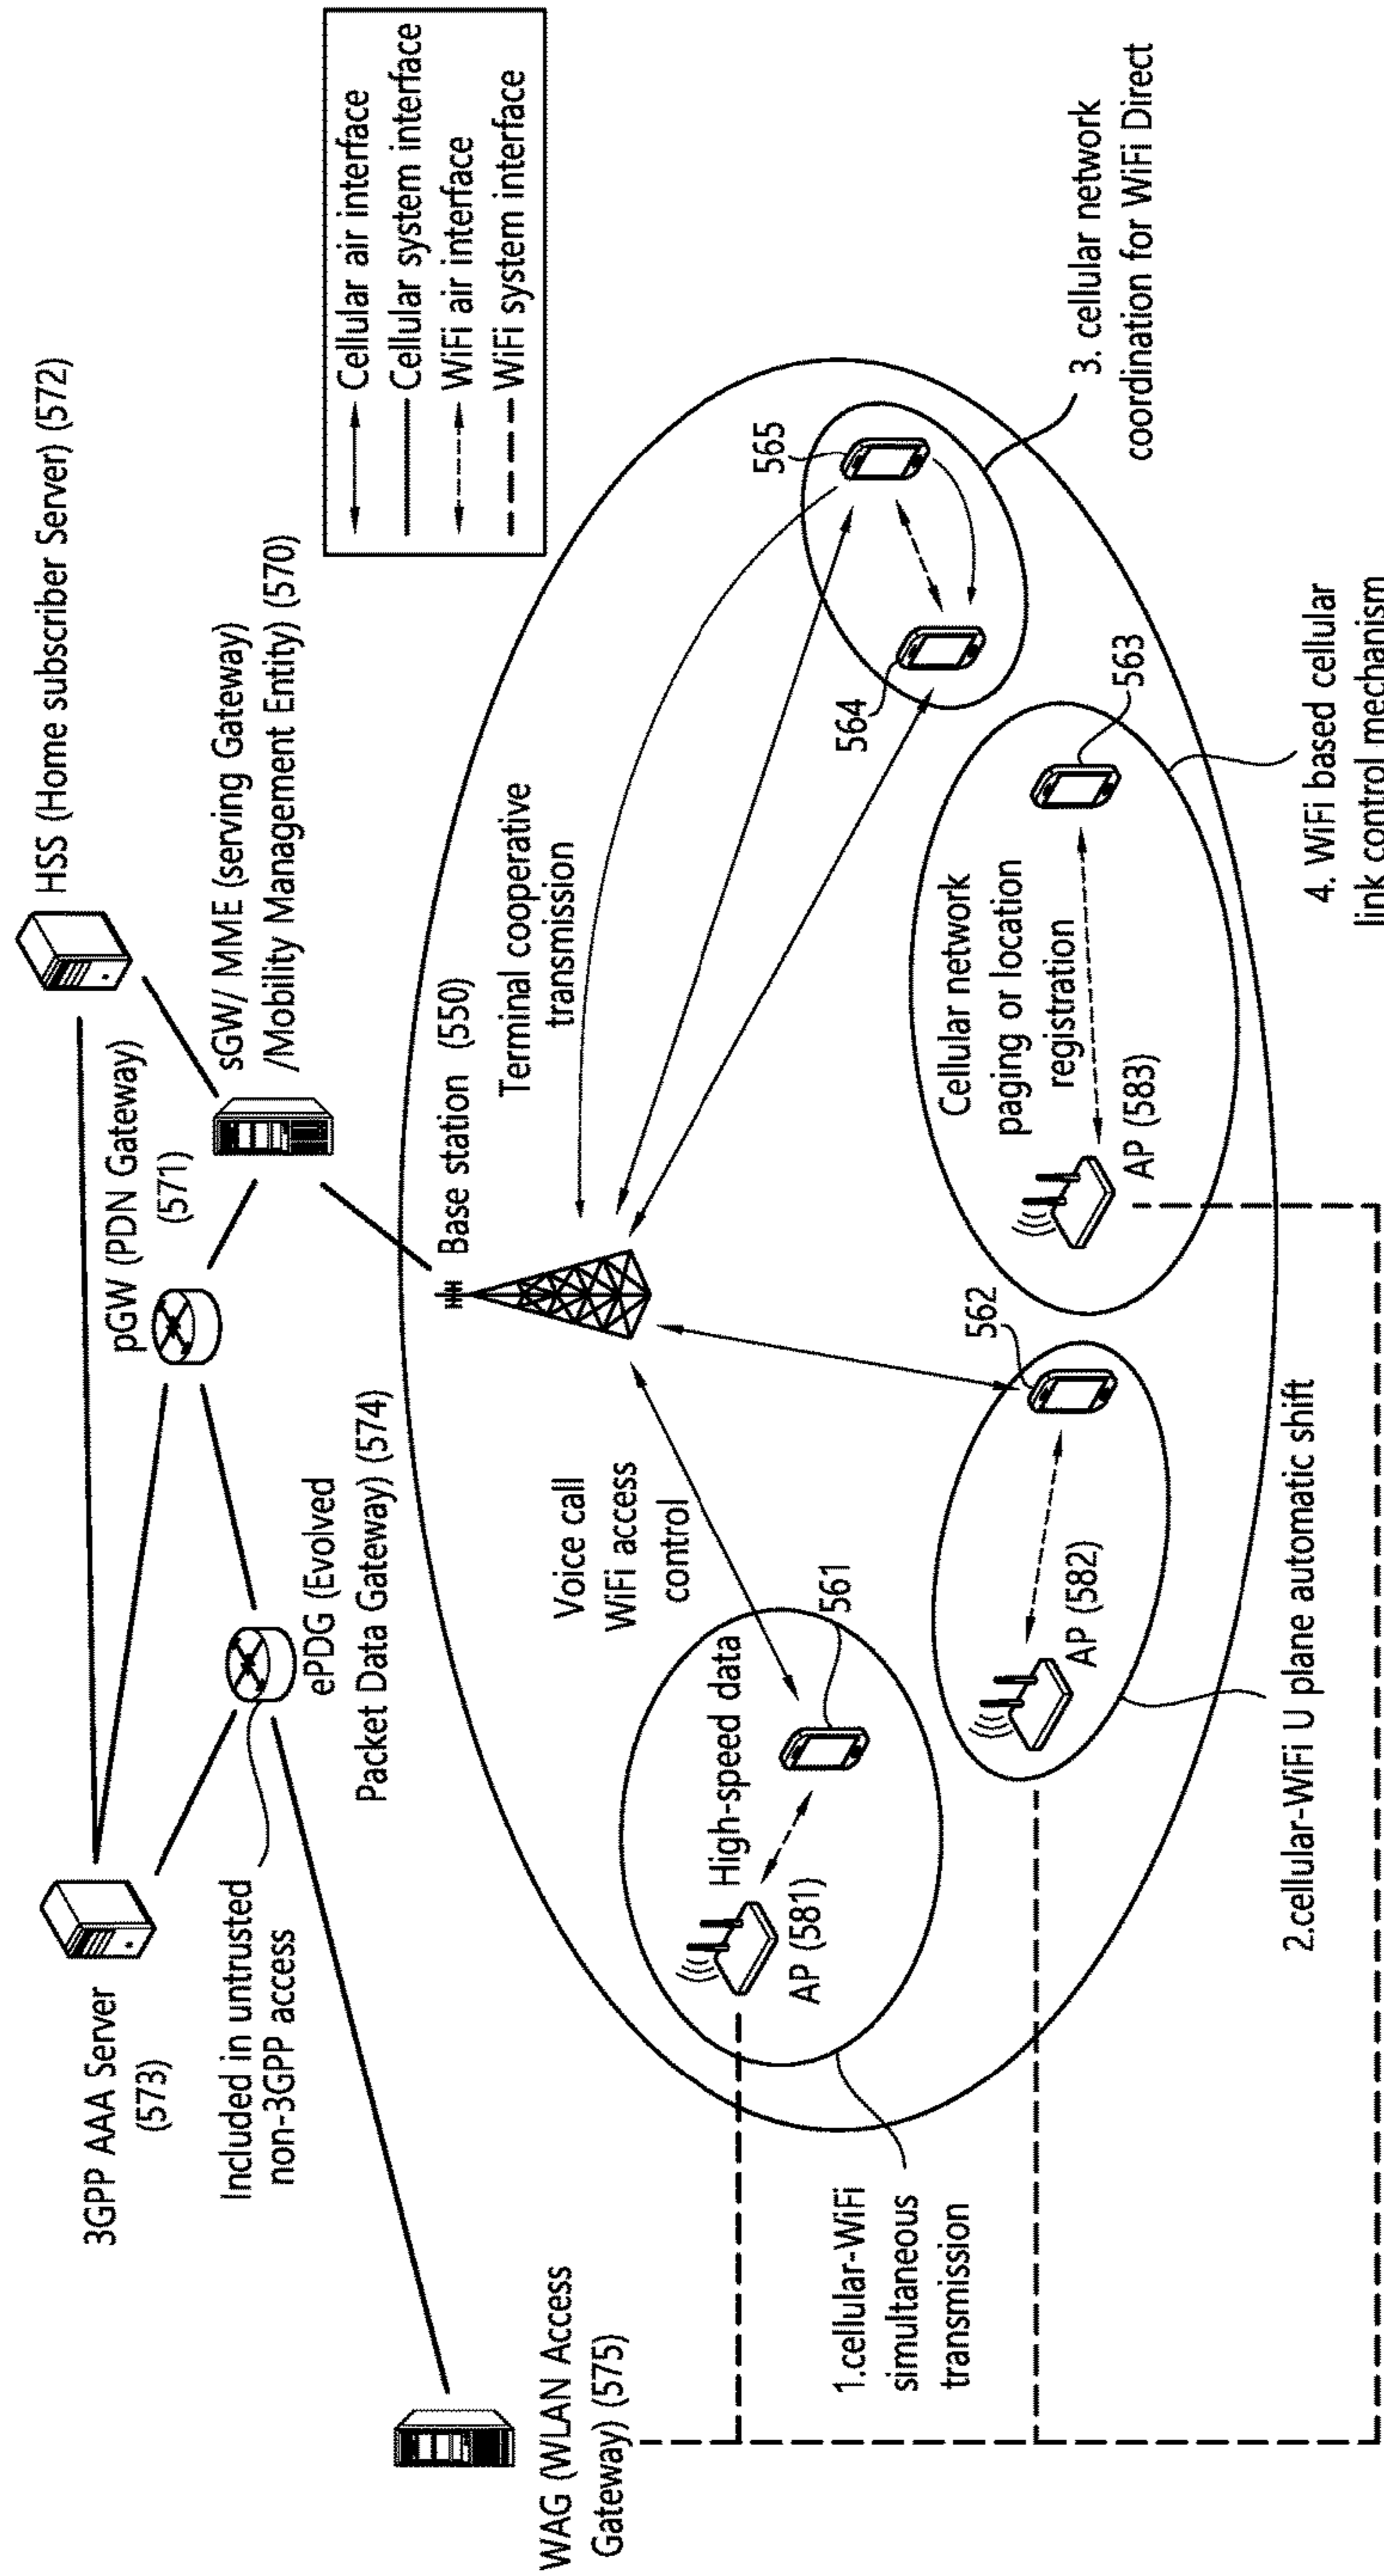 HSS (Home subscriber Server) (572)
3GPP AAA Server
(573)
pGW (PDN Gateway)
(571)
sGW/ MME (serving Gateway)
/Mobility Management Entity) (570)
Included in untrusted
non-3GPP access
ePDG (Evolved
Packet Data Gateway) (574)
Cellular air interface
Cellular system interface
WiFi air interface
WiFi system interface
WAG (WLAN Access
Gateway) (575)
Base station (550)
Terminal cooperative
transmission
Voice call
WiFi access
control
High-speed data
561
AP (581)
565
564
562
AP (582)
Cellular network
paging or location
registration
563
AP (583)
1.cellular-WiFi
simultaneous
transmission
2.cellular-WiFi U plane automatic shift
3. cellular network
coordination for WiFi Direct
4. WiFi based cellular
link control mechanism